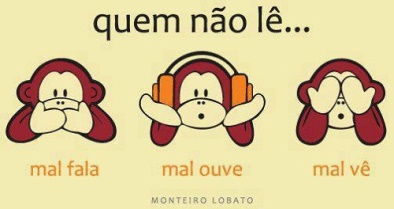 quem não lê...
mal fala mal ouve mal vê
MONTEIRO LOBATO